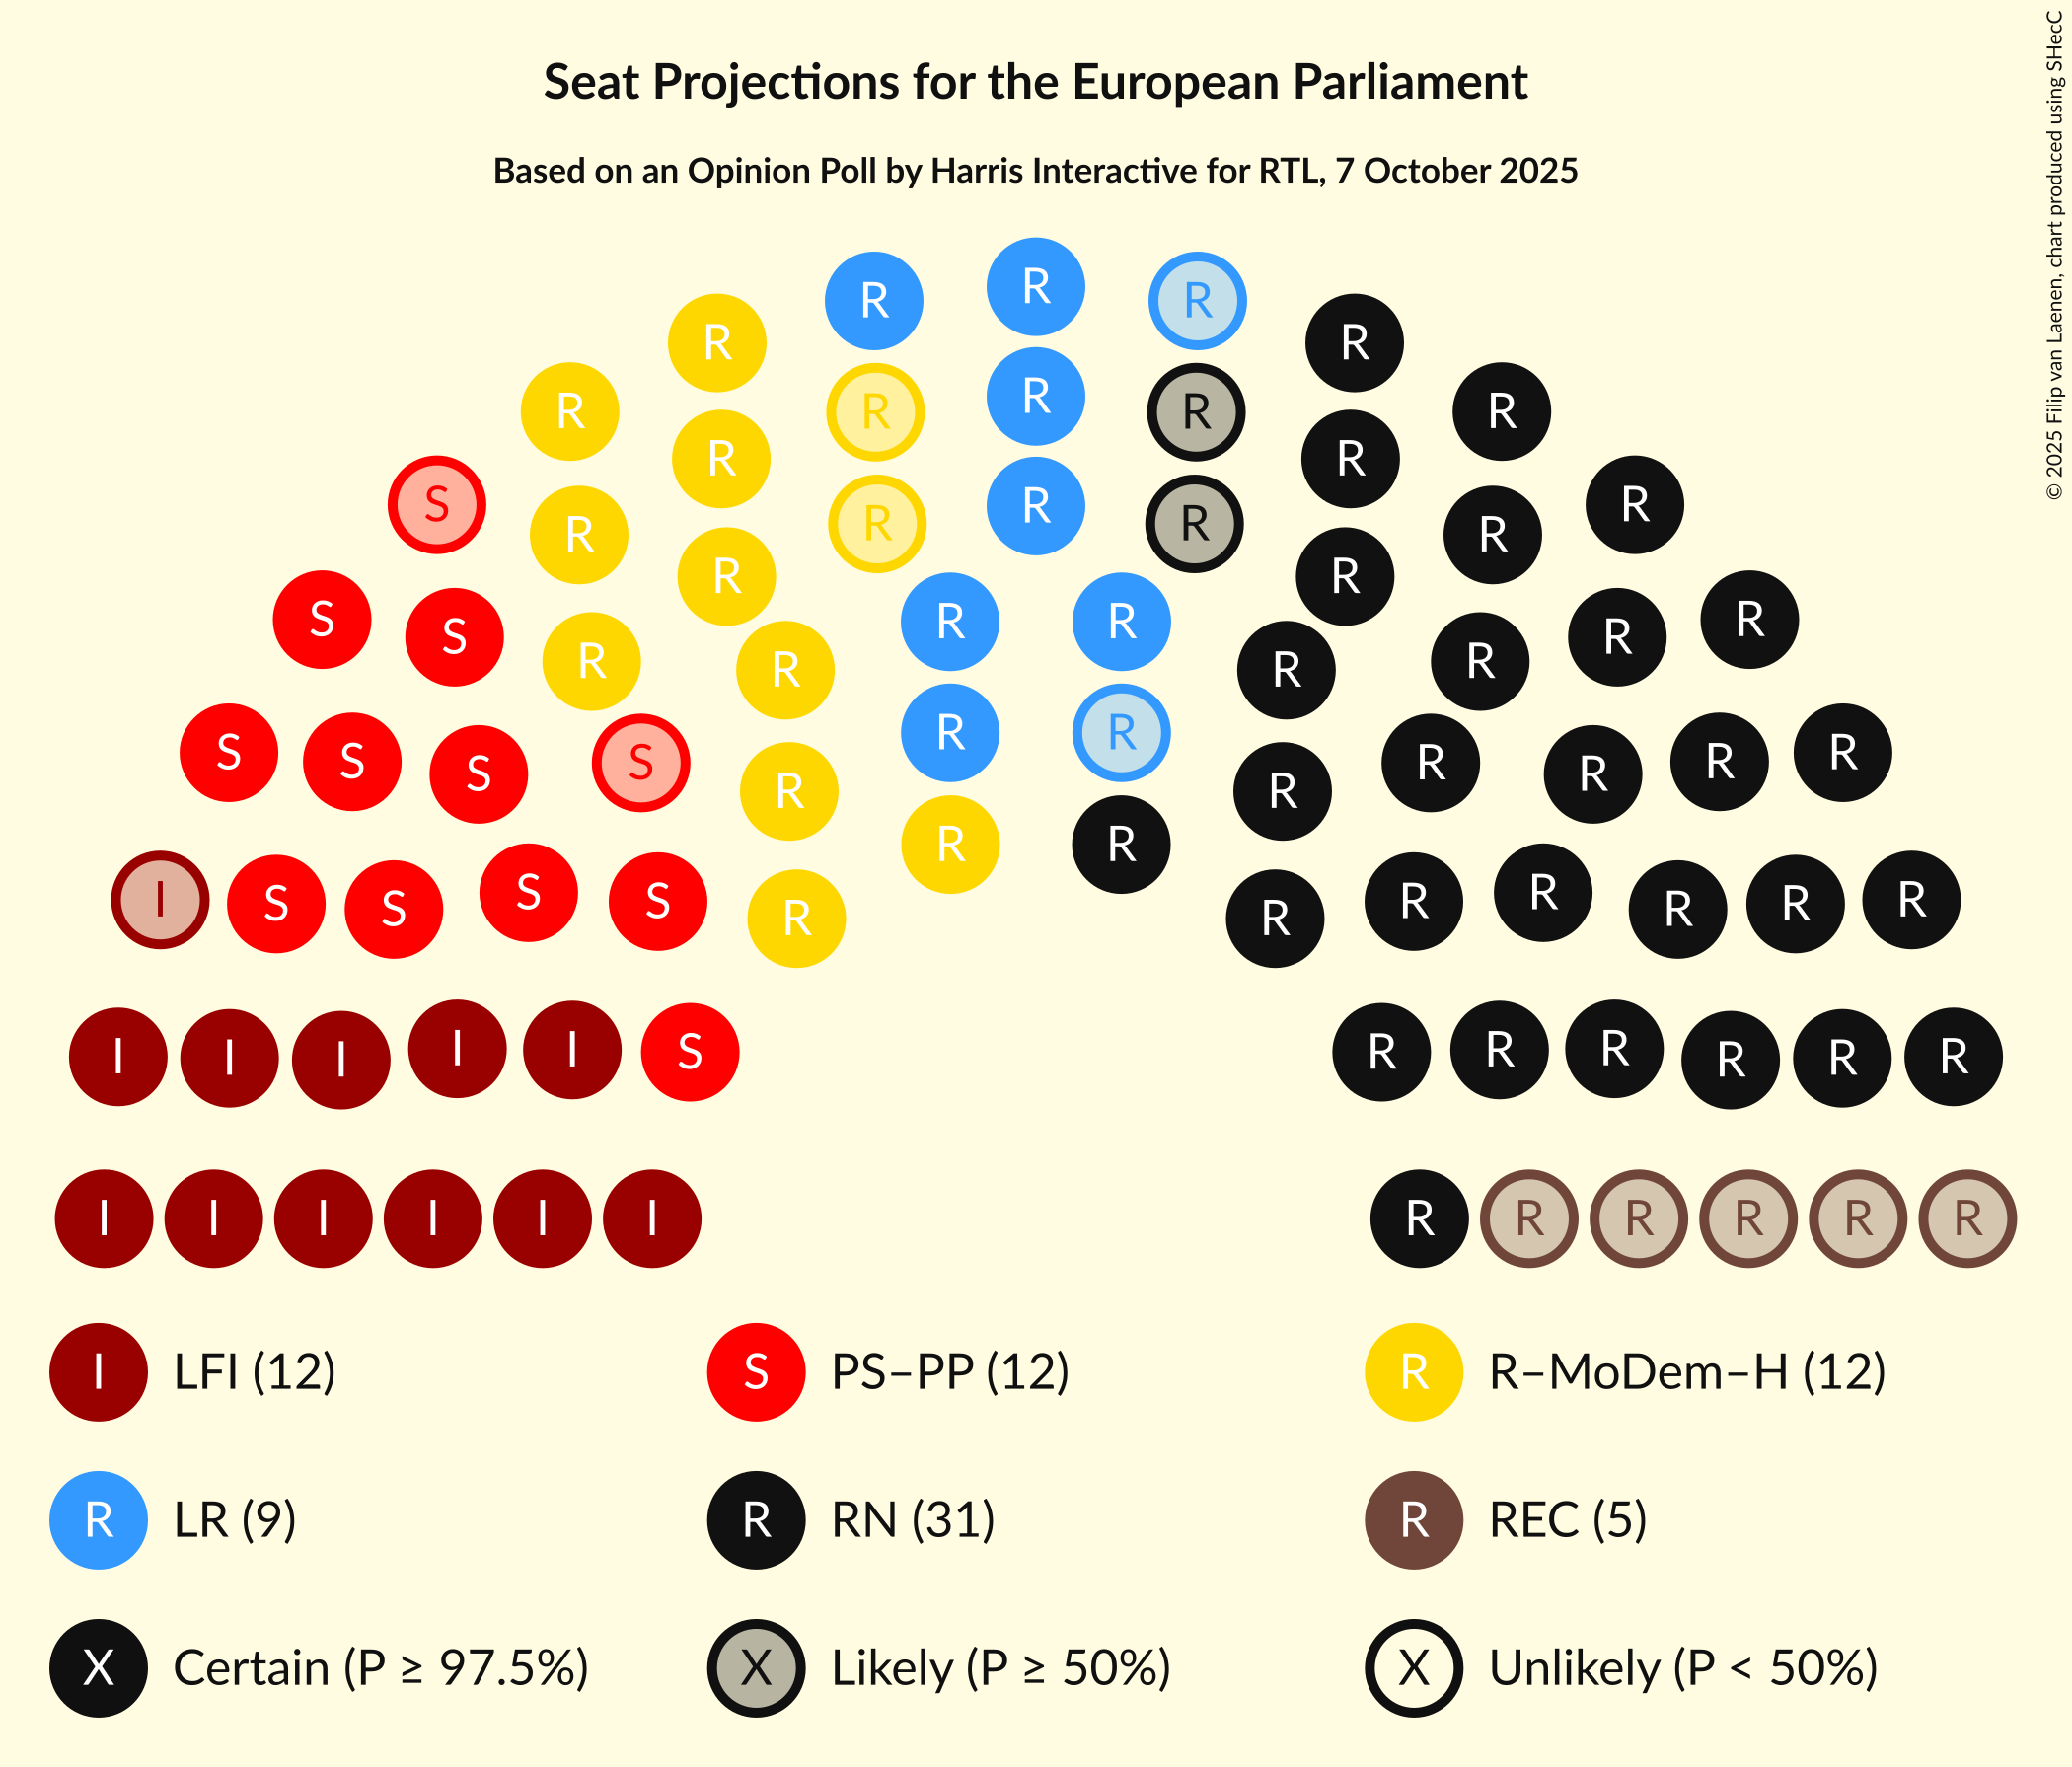 Seat Projections for the European Parliament
Based on an Opinion Poll by Harris Interactive for RTL, 7 October 2025
© 2025 Filip van Laenen, chart produced using SHecC
R
R R R
R R R R
R R R R
R R
S R R R R
R R R
S R R S
R R
S S R R
R R R R
S S S S R R R R R R R R
R R
I S S S S R R R R R R R
I I I I I S R R R R R R
I I I I I I R R R R R R
I LFI (12) S PS–PP (12) R R–MoDem–H (12)
R LR (9) R RN (31) R REC (5)
X Certain (P ≥ 97.5%) X Likely (P ≥ 50%) X Unlikely (P < 50%)